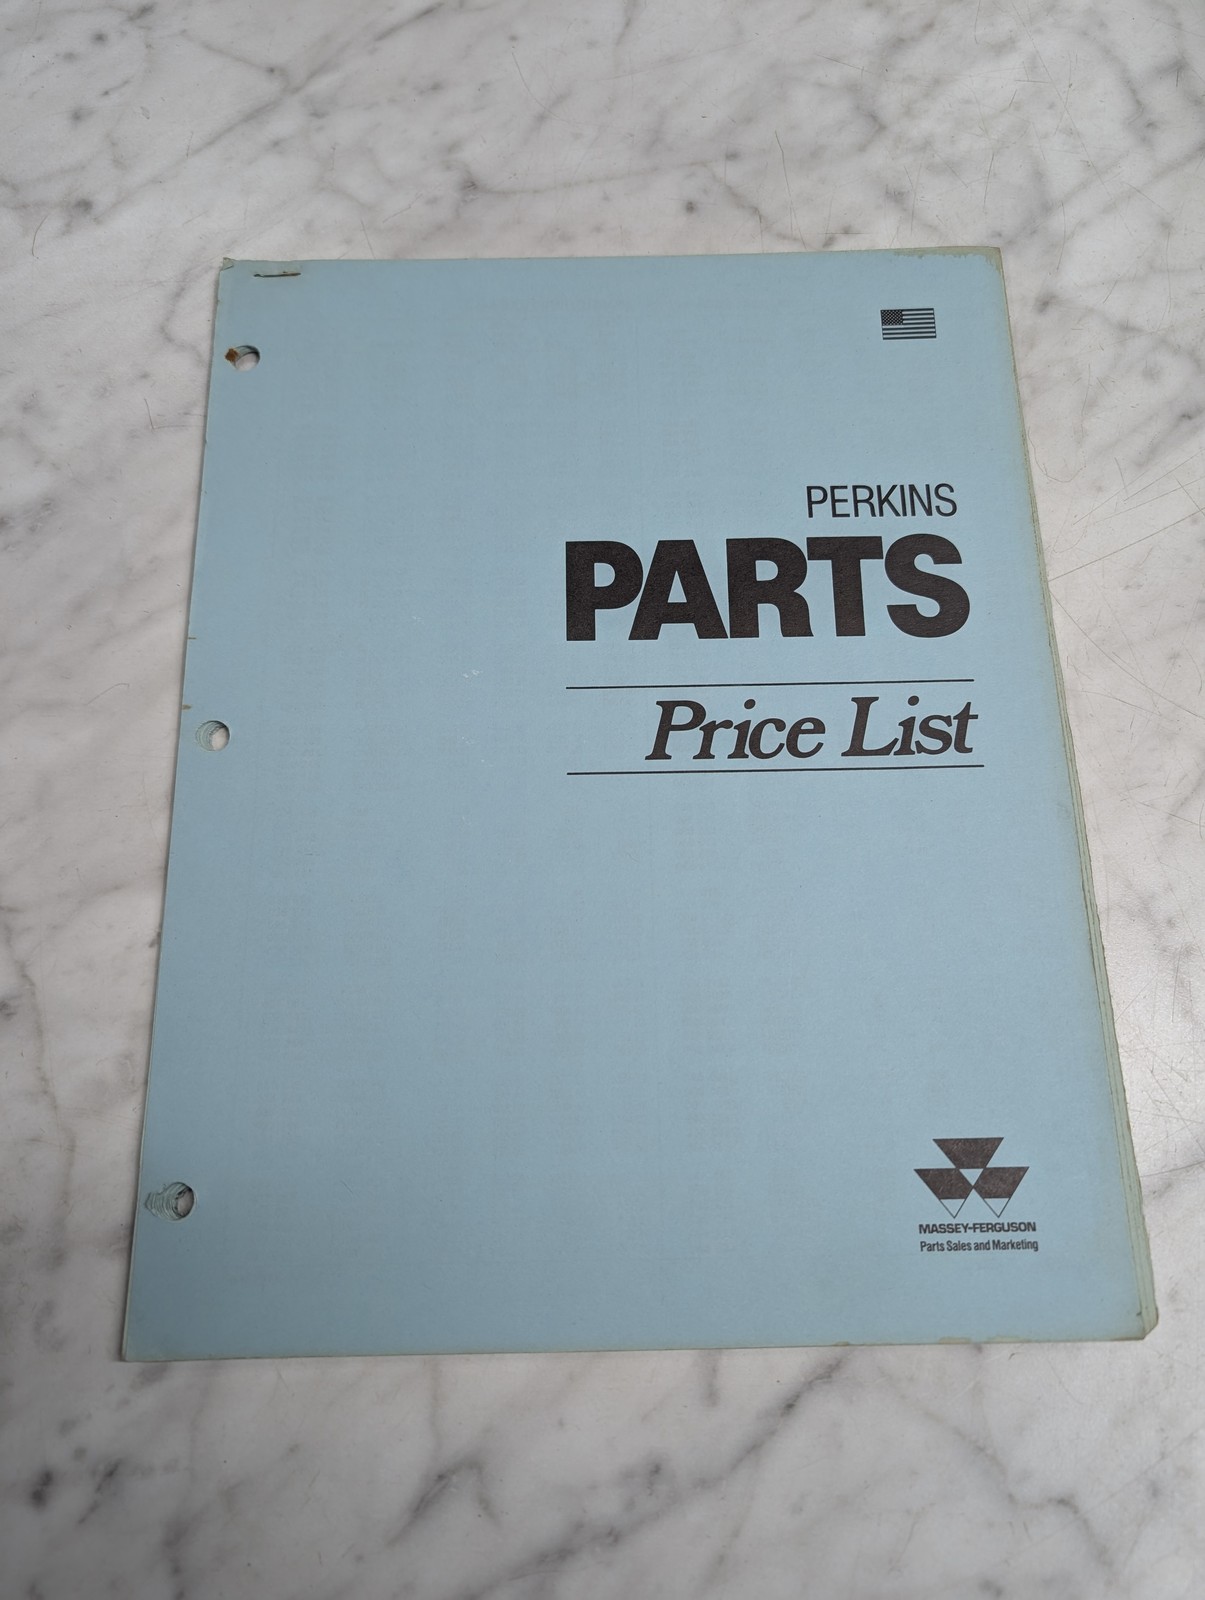 PERKINS
PARTS
Price List
MASSEY-FERGUSON
Parts Sales and Marketing